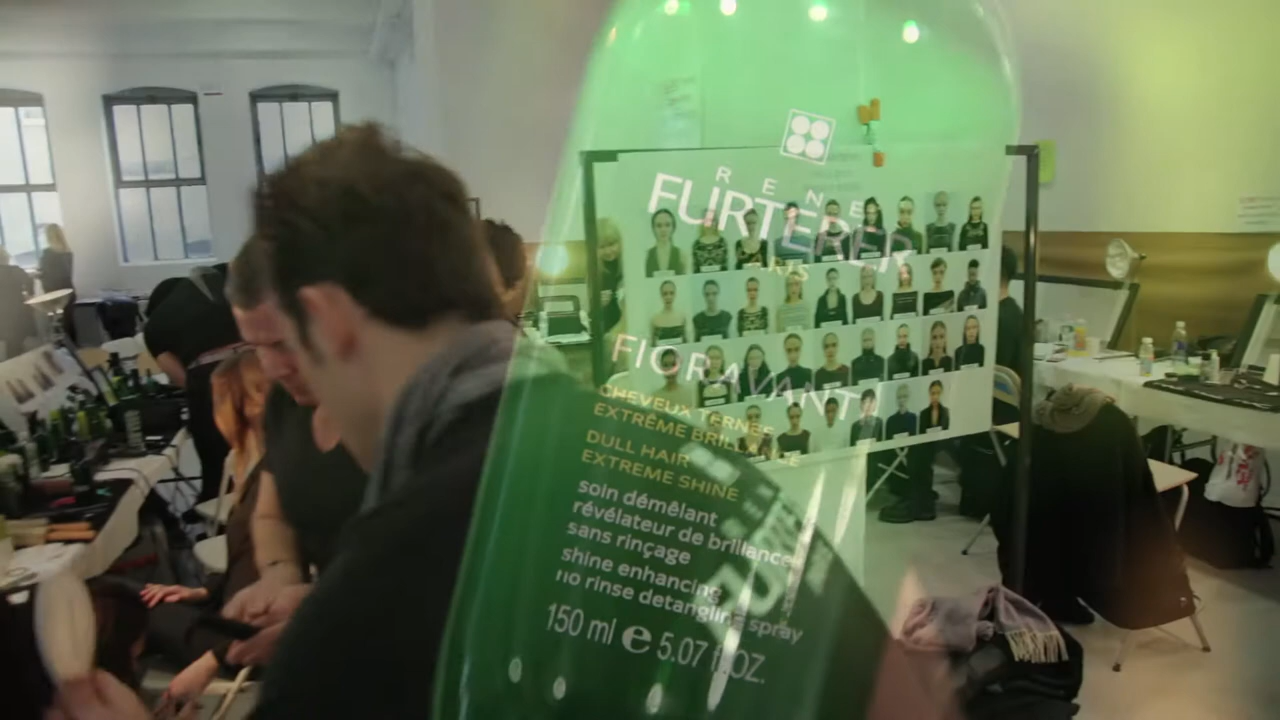 RENE
FURTERER
PARIS
FIORAVANTI
CHEVEUX TERNES
EXTRÊME BRILLANCE
DULL HAIR
EXTREME SHINE
soin démêlant
révélateur de brillance
sans rinçage
shine enhancing
no rinse detangling spray
150 ml e 5.07 fl.OZ.